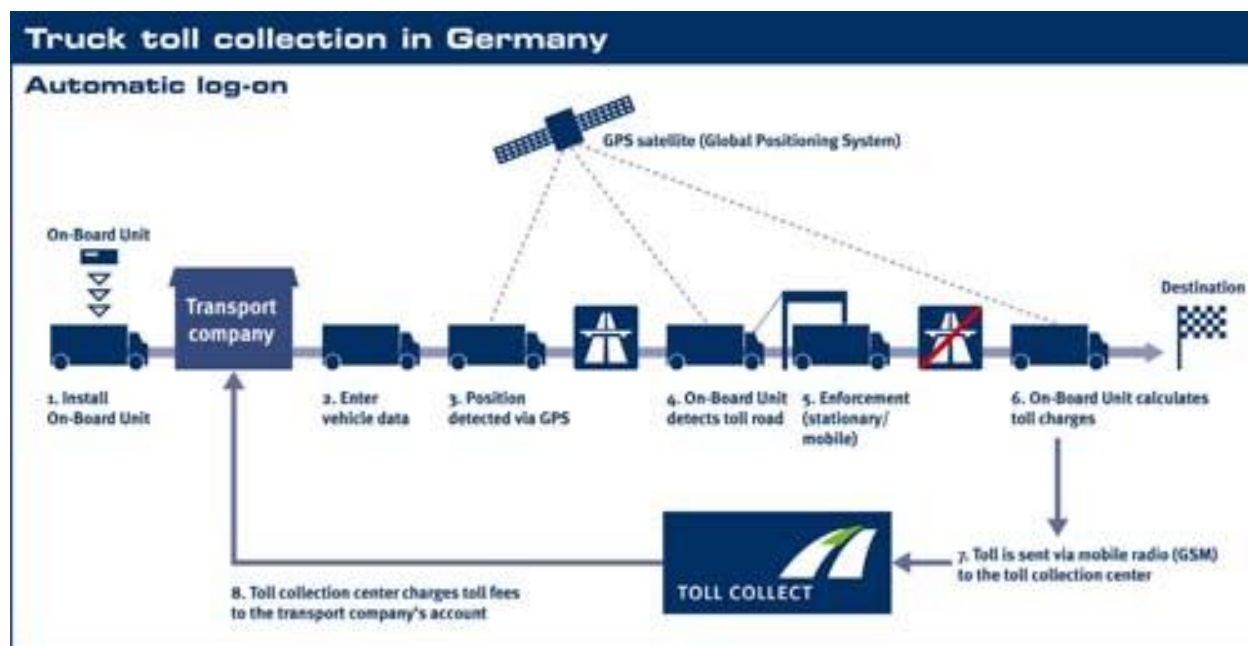 Truck toll collection in Germany
Automatic log-on
GPS satellite (Global Positioning System)
On-Board Unit
Transport
company
Destination
1. Install
On-Board Unit
2. Enter
vehicle data
3. Position
detected via GPS
4. On-Board Unit
detects toll road
5. Enforcement
(stationary/
mobile)
6. On-Board Unit calculates
toll charges
7. Toll is sent via mobile radio (GSM)
to the toll collection center
TOLL COLLECT
8. Toll collection center charges toll fees
to the transport company's account